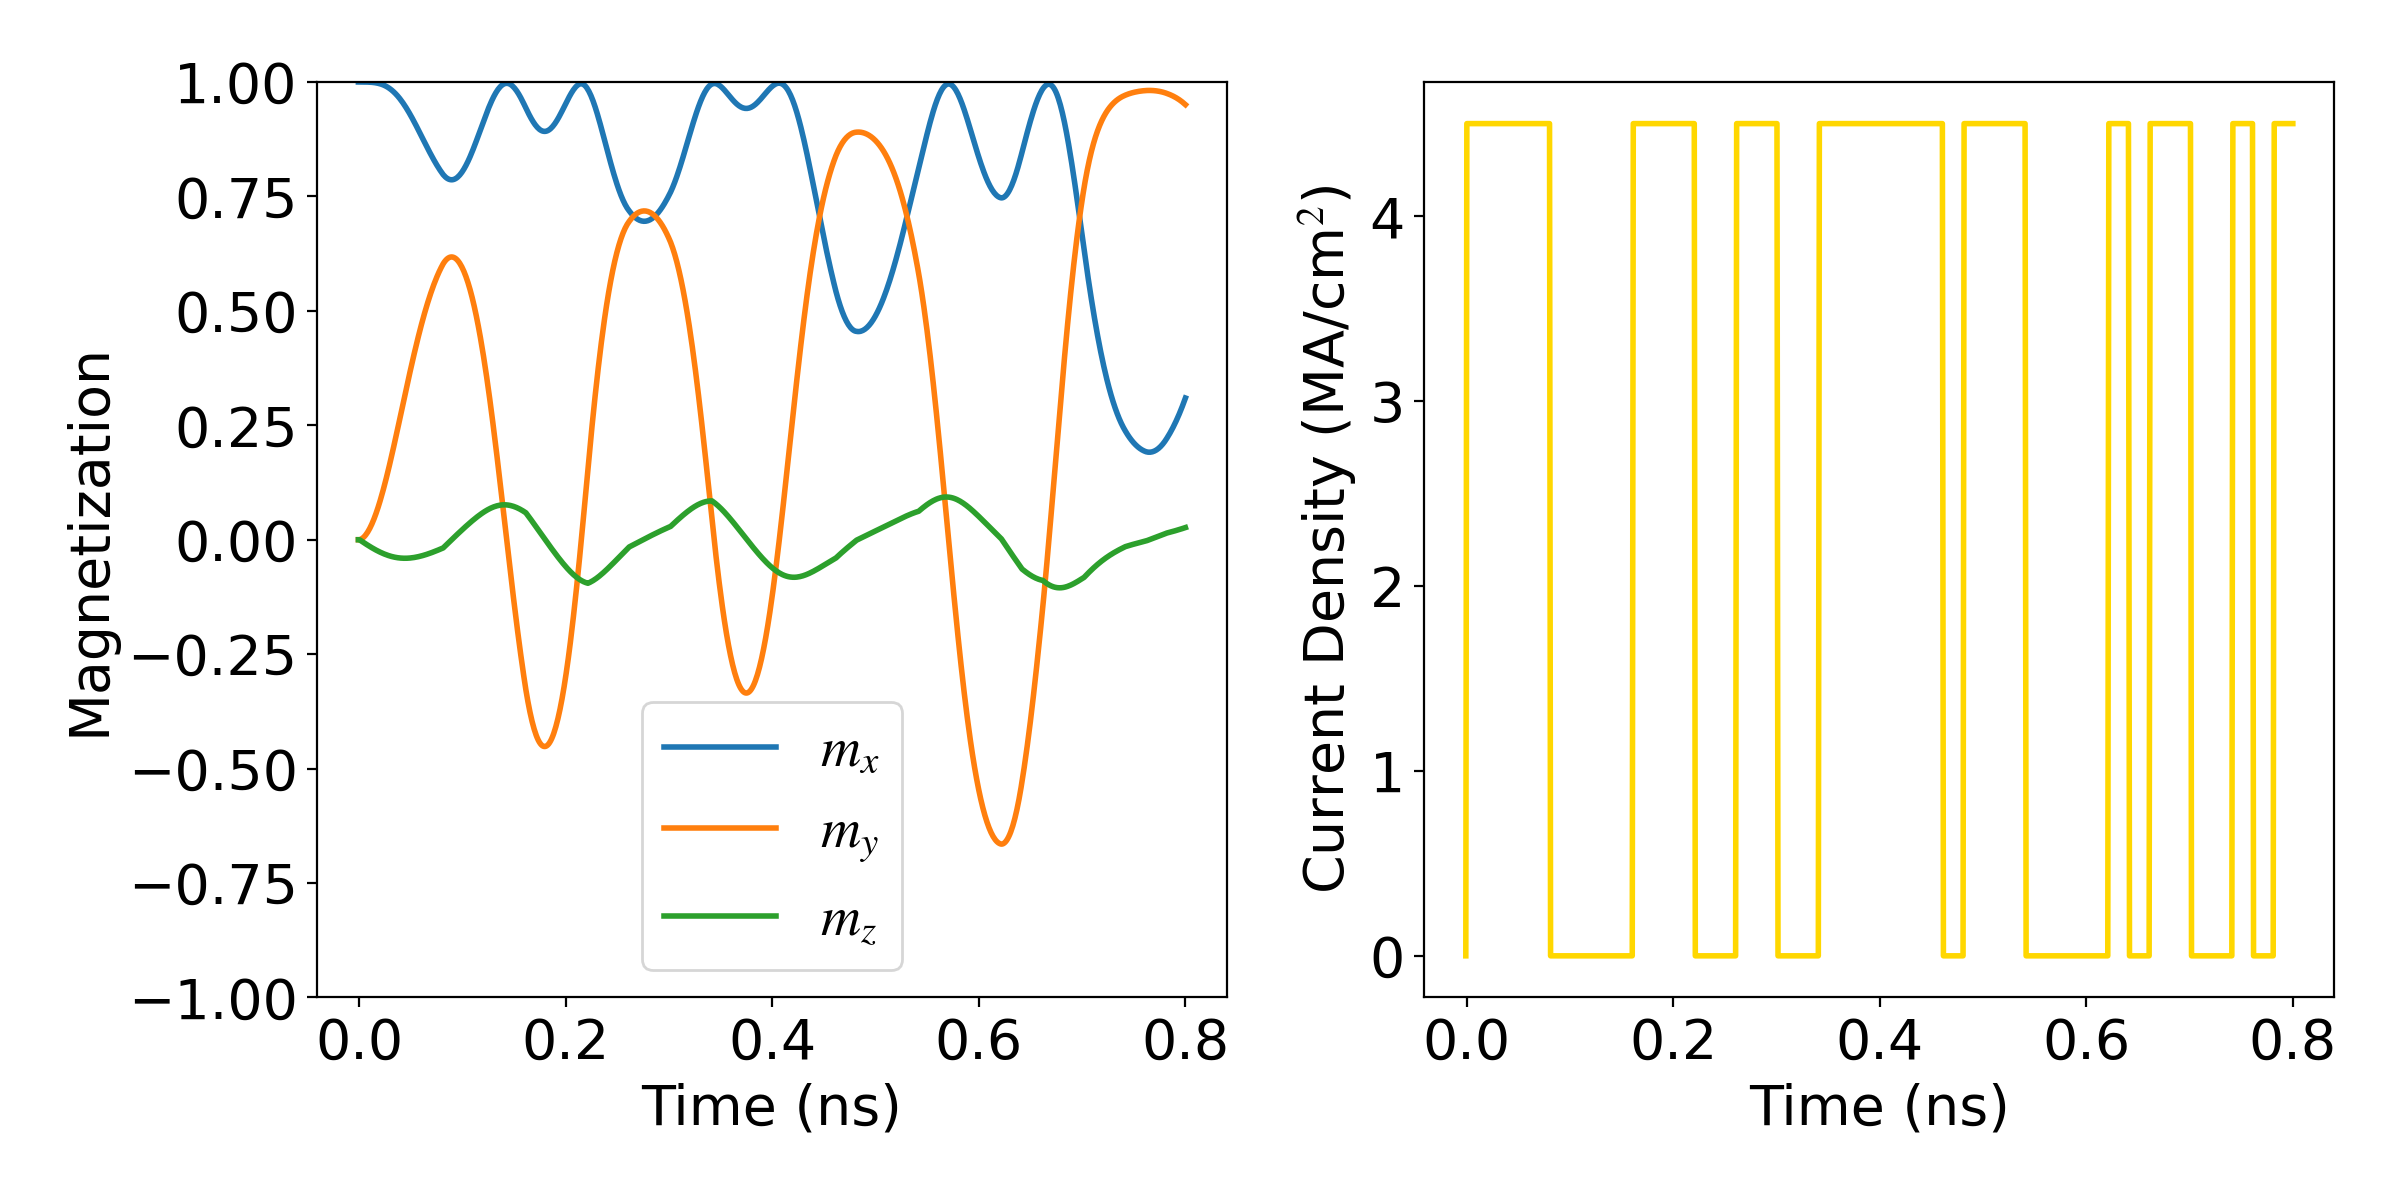 1.00
0.75
0.50
0.25
0.00
−0.25
−0.50
−0.75
−1.00
Magnetization
0.0 0.2 0.4 0.6 0.8
Time (ns)
m_x
m_y
m_z
4
3
2
1
0
Current Density (MA/cm²)
0.0 0.2 0.4 0.6 0.8
Time (ns)